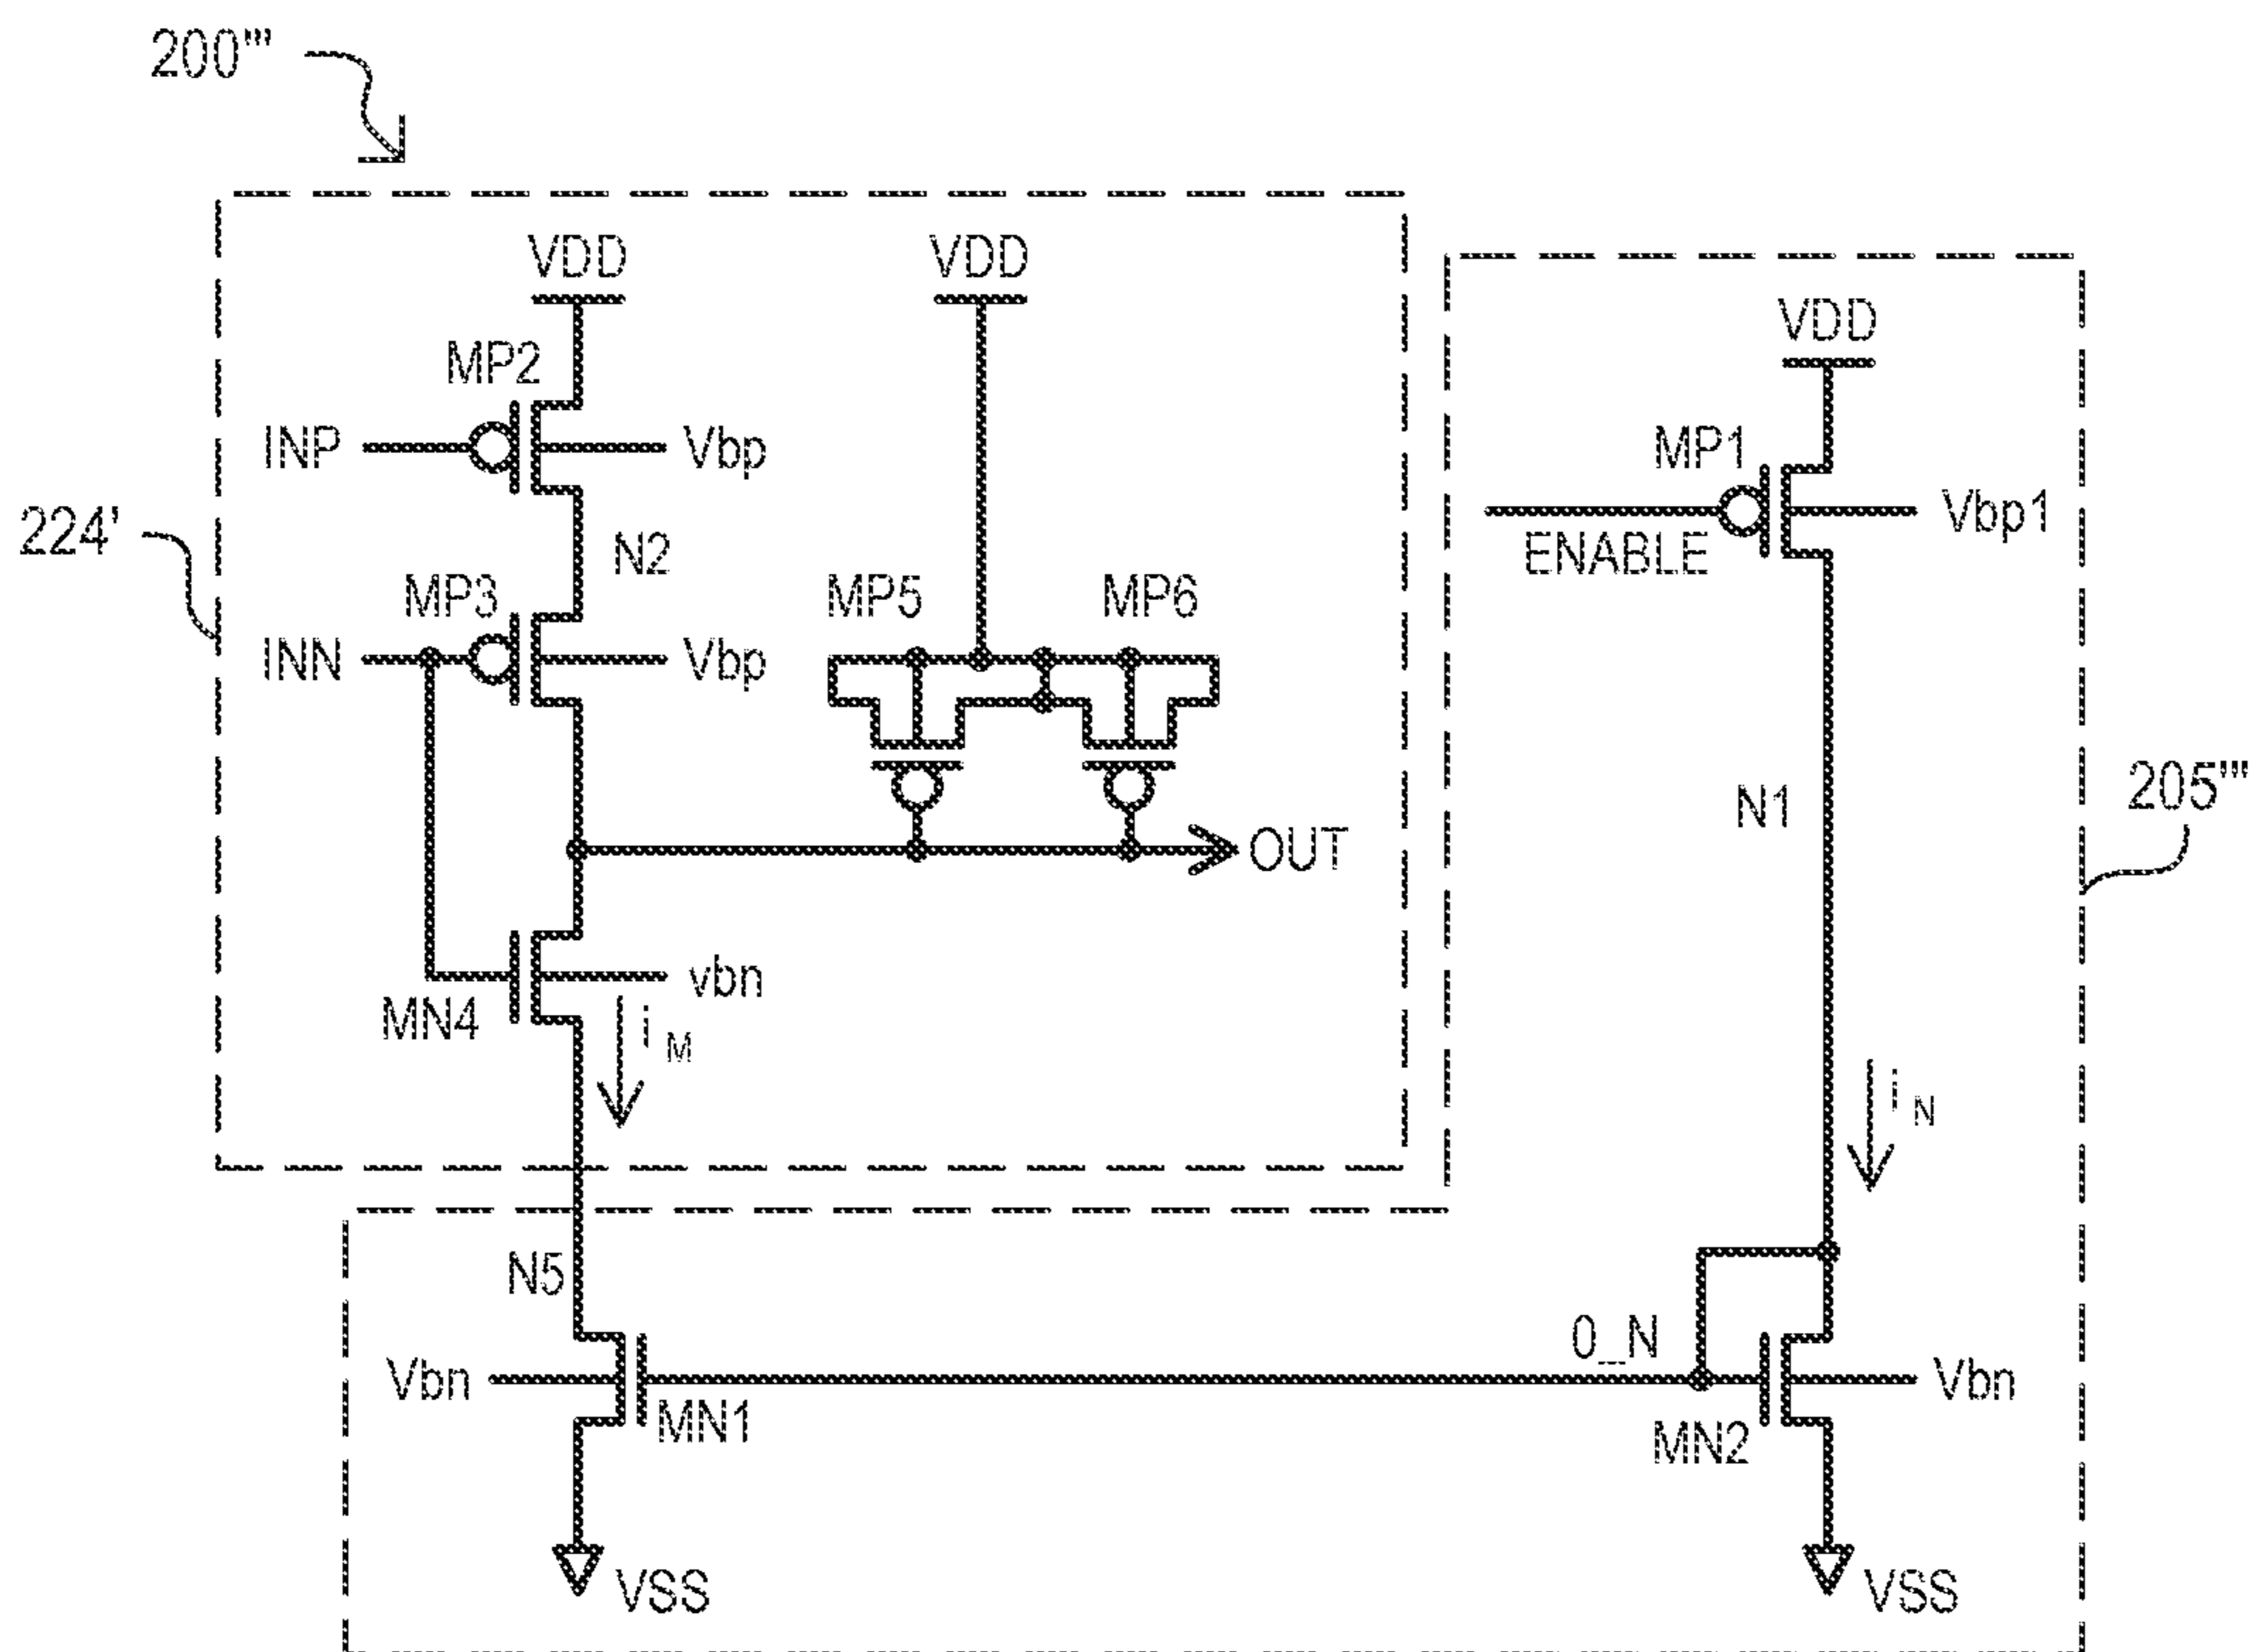 200'''
VDD
VDD
VDD
MP2
INP
Vbp
MP1
Vbp1
ENABLE
224'
N2
MP3
MP5
MP6
INN
Vbp
205'''
N1
OUT
vbn
MN4
i M
i N
N5
0_N
Vbn
MN1
Vbn
MN2
VSS
VSS